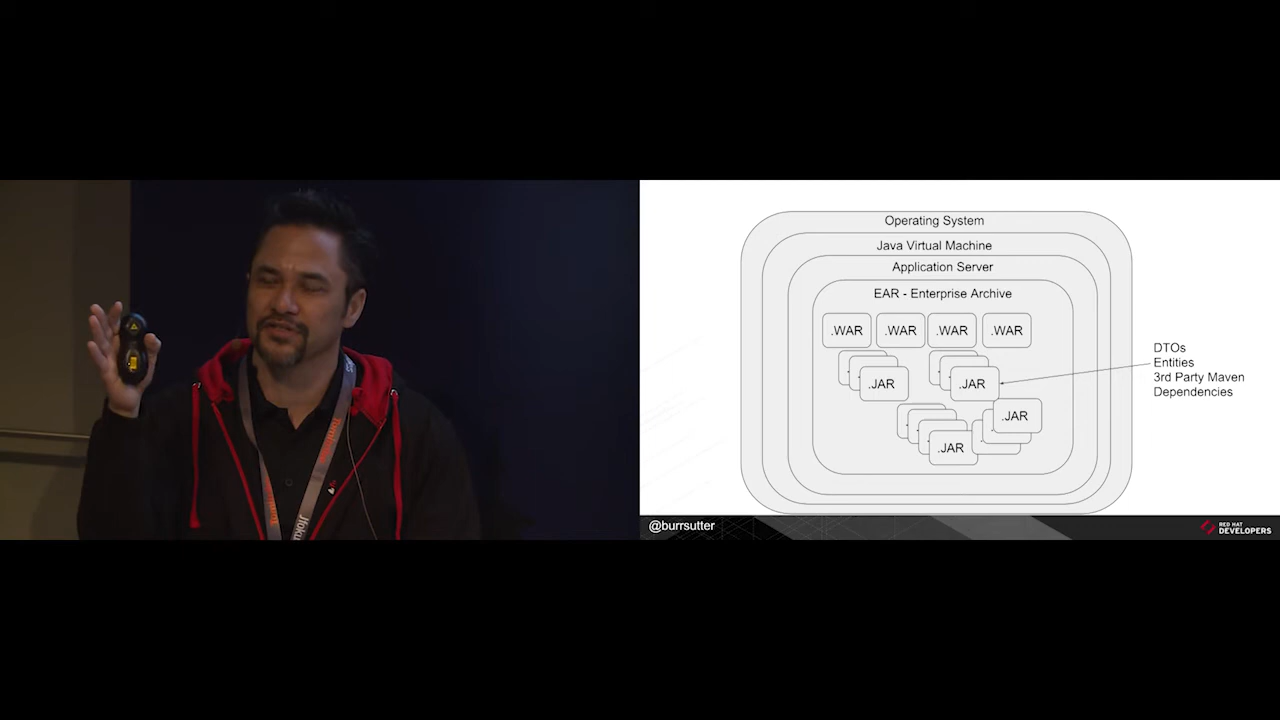 Operating System
Java Virtual Machine
Application Server
EAR - Enterprise Archive
.WAR .WAR .WAR .WAR
.JAR .JAR
.JAR
.JAR
DTOs
Entities
3rd Party Maven
Dependencies
@burrsutter
RED HAT
DEVELOPERS